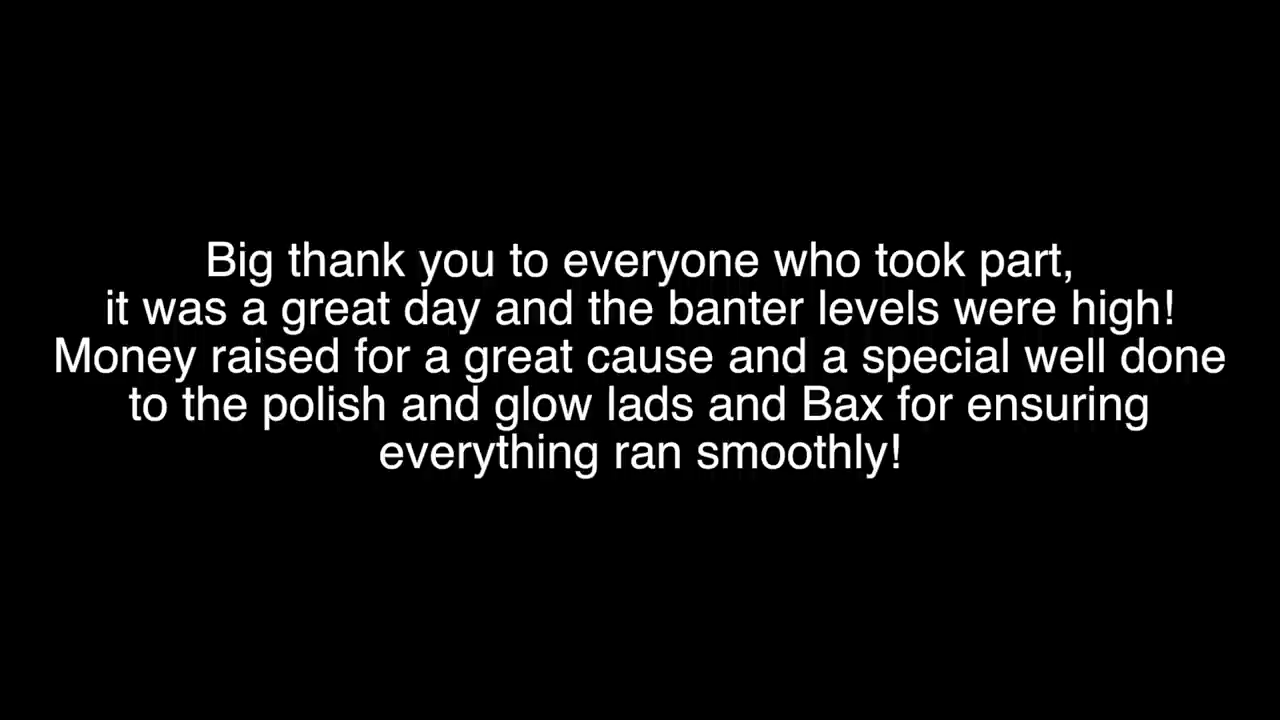 Big thank you to everyone who took part,
it was a great day and the banter levels were high!
Money raised for a great cause and a special well done
to the polish and glow lads and Bax for ensuring
everything ran smoothly!